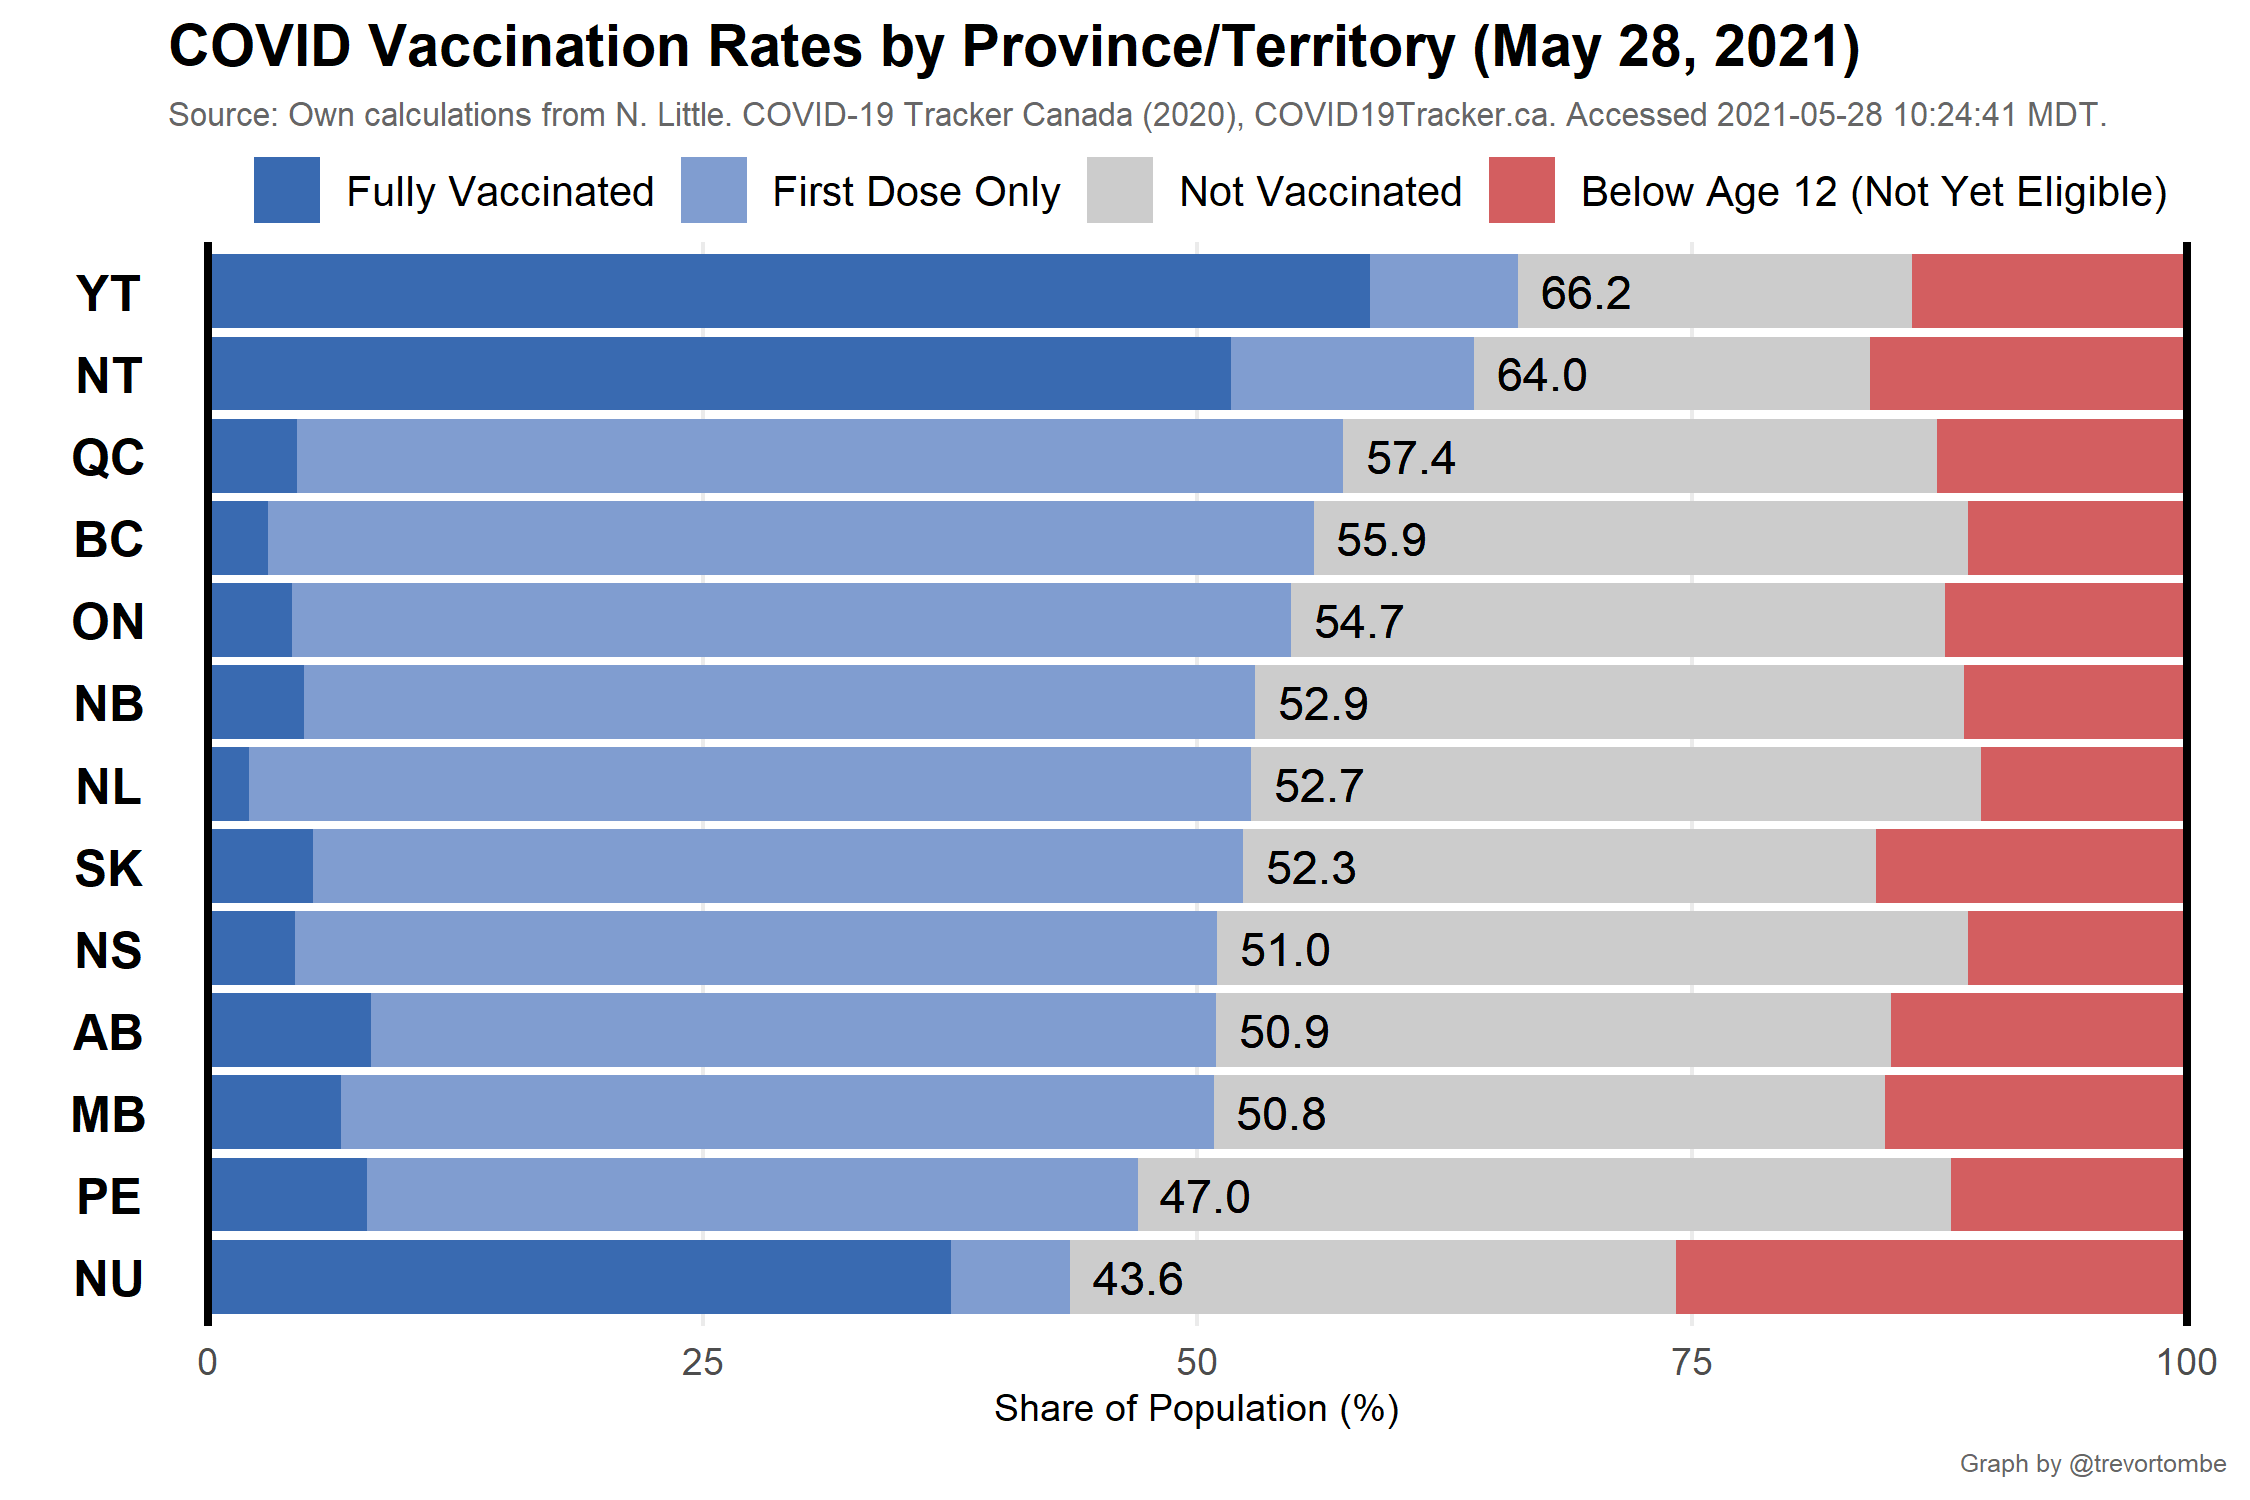 COVID Vaccination Rates by Province/Territory (May 28, 2021)
Source: Own calculations from N. Little. COVID-19 Tracker Canada (2020), COVID19Tracker.ca. Accessed 2021-05-28 10:24:41 MDT.
Fully Vaccinated First Dose Only Not Vaccinated Below Age 12 (Not Yet Eligible)
YT 66.2
NT 64.0
QC 57.4
BC 55.9
ON 54.7
NB 52.9
NL 52.7
SK 52.3
NS 51.0
AB 50.9
MB 50.8
PE 47.0
NU 43.6
0 25 50 75 100
Share of Population (%)
Graph by @trevortombe